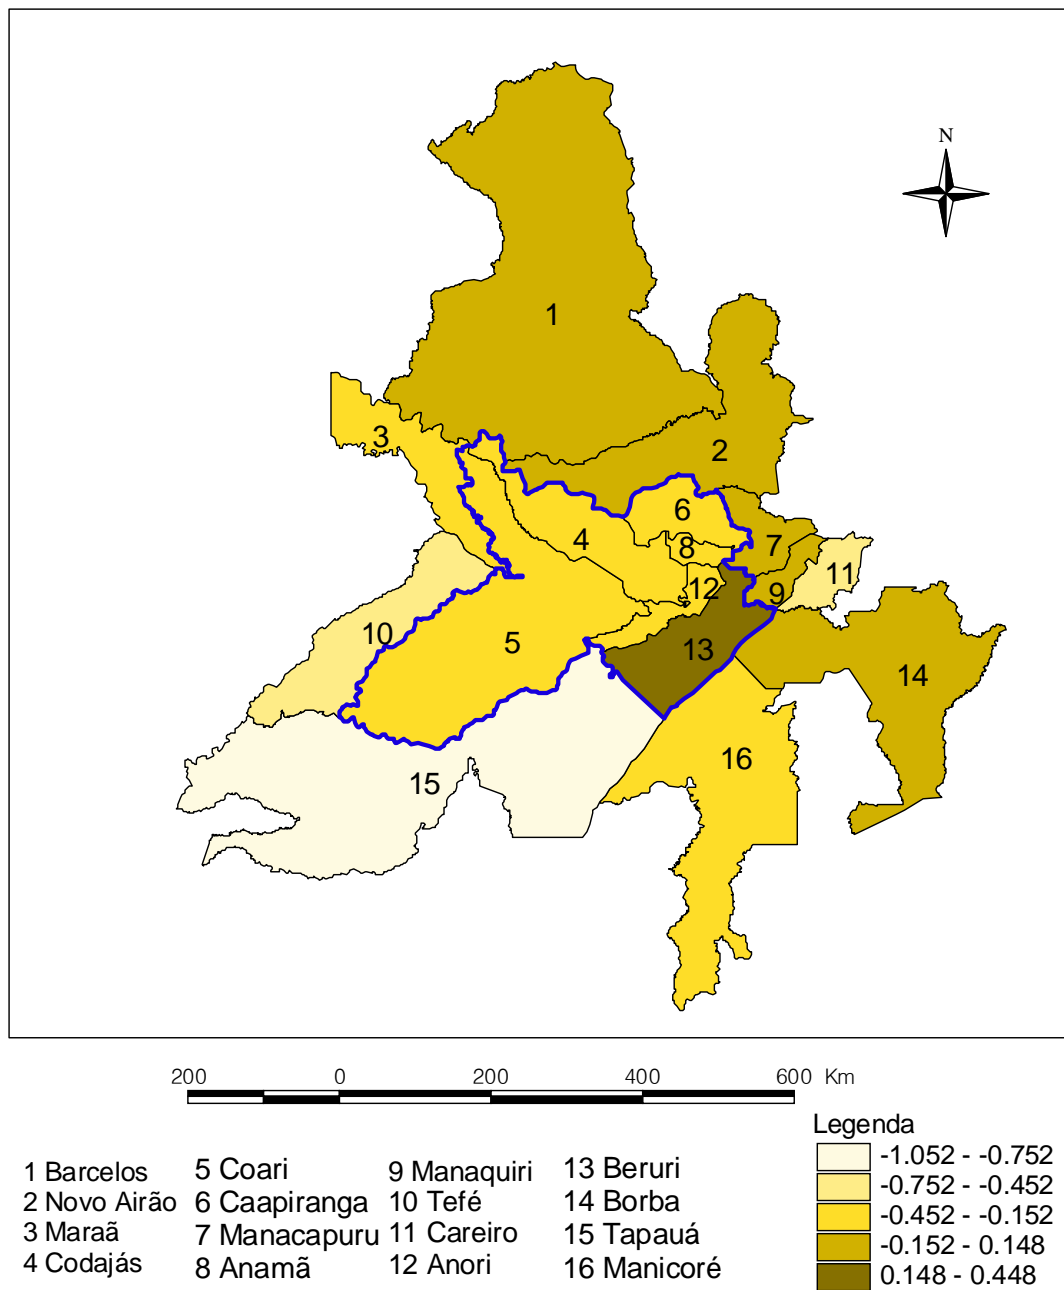 N
1
2
3
4
5
6
7
8
9
10
11
12
13
14
15
16
200 0 200 400 600 Km
Legenda
-1.052 - -0.752
-0.752 - -0.452
-0.452 - -0.152
-0.152 - 0.148
0.148 - 0.448
1 Barcelos
2 Novo Airão
3 Maraã
4 Codajás
5 Coari
6 Caapiranga
7 Manacapuru
8 Anamã
9 Manaquiri
10 Tefé
11 Careiro
12 Anori
13 Beruri
14 Borba
15 Tapauá
16 Manicoré